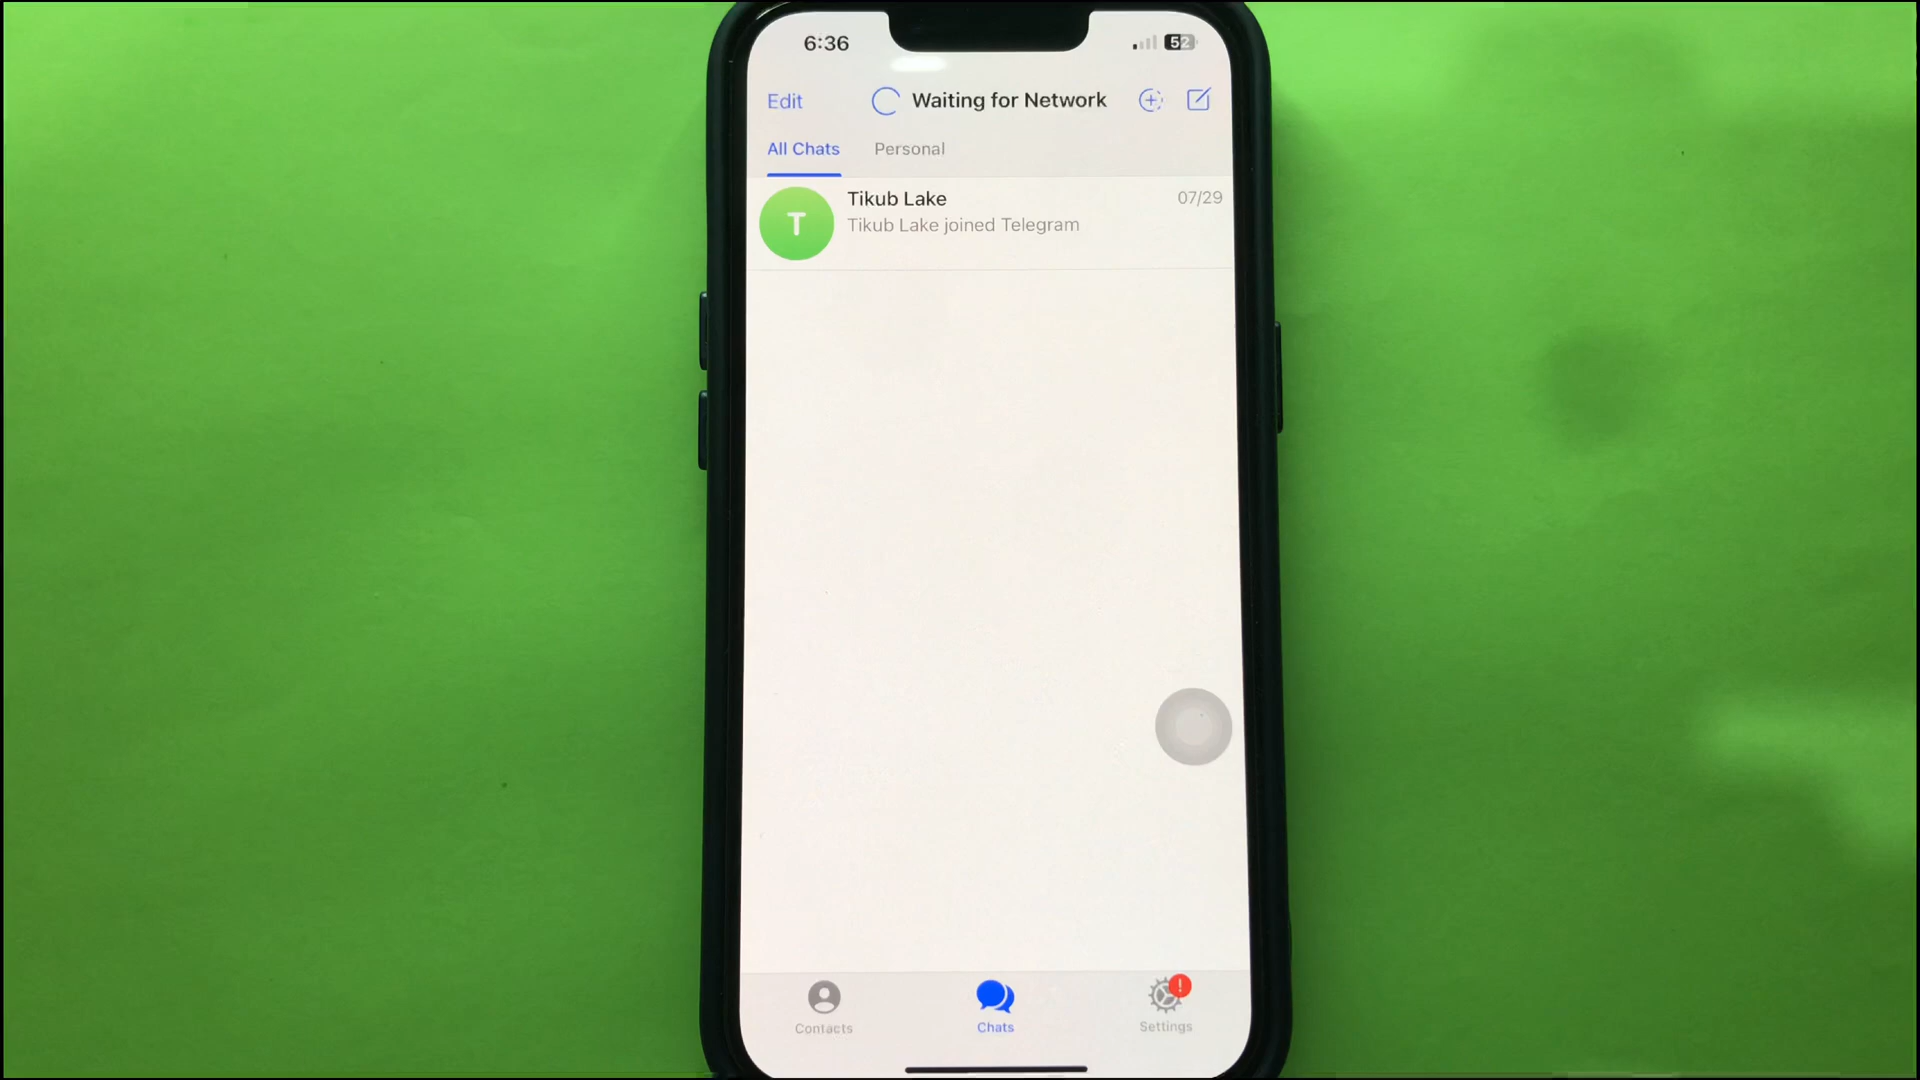 6:36
52
Edit
Waiting for Network
All Chats
Personal
Tikub Lake
07/29
T
Tikub Lake joined Telegram
!
Contacts
Chats
Settings